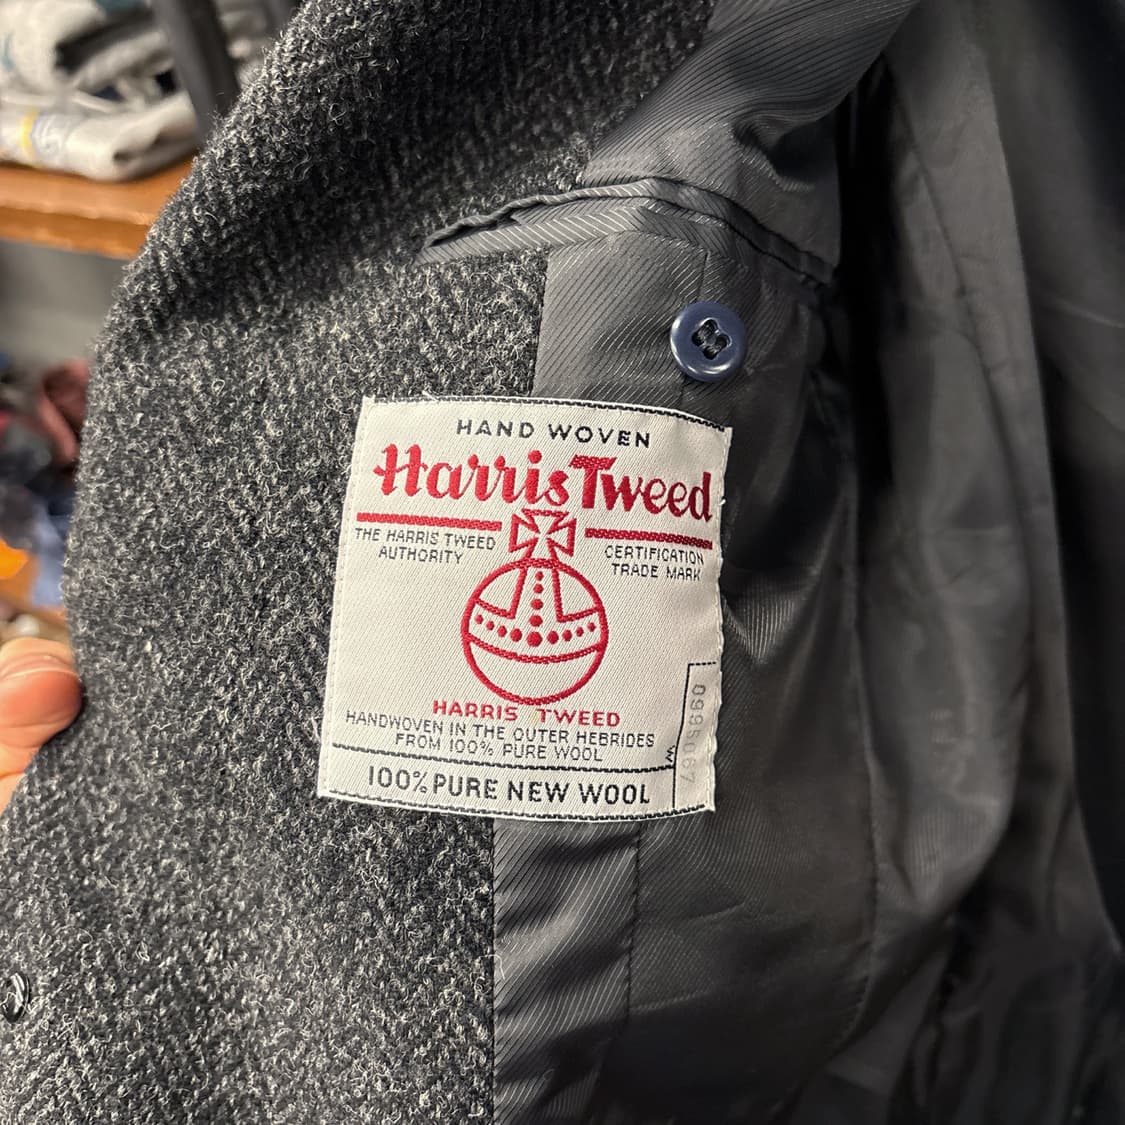 HAND WOVEN
Harris Tweed
THE HARRIS TWEED
AUTHORITY
CERTIFICATION
TRADE MARK
HARRIS TWEED
HANDWOVEN IN THE OUTER HEBRIDES
FROM 100% PURE WOOL
W
100% PURE NEW WOOL
0995067